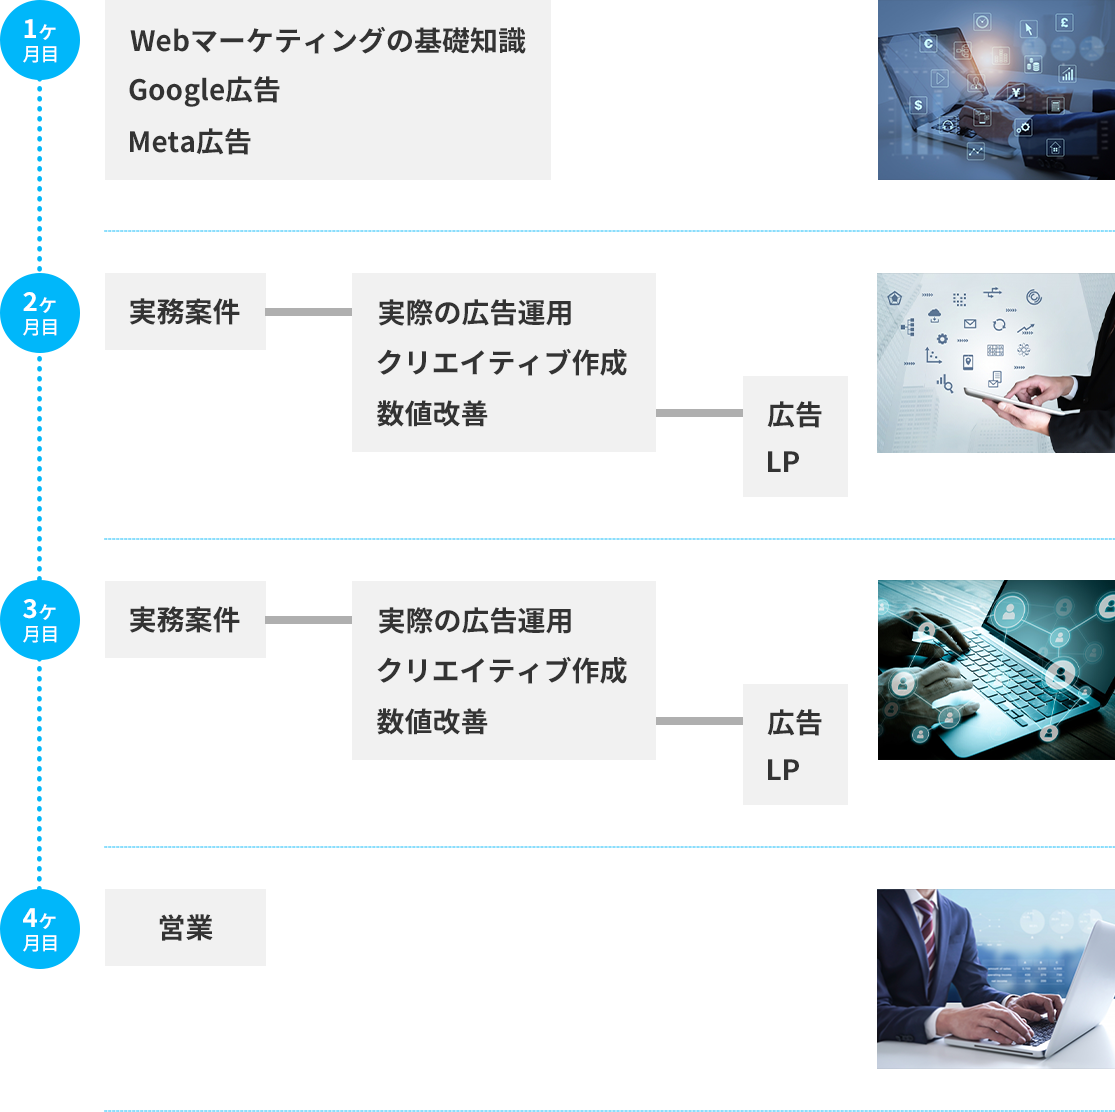 1ケ
月目
Webマーケティングの基礎知識
Google広告
Meta広告
2ケ
月目
実務案件
実際の広告運用
クリエイティブ作成
数値改善
広告
LP
3ケ
月目
実務案件
実際の広告運用
クリエイティブ作成
数値改善
広告
LP
4ケ
月目
営業